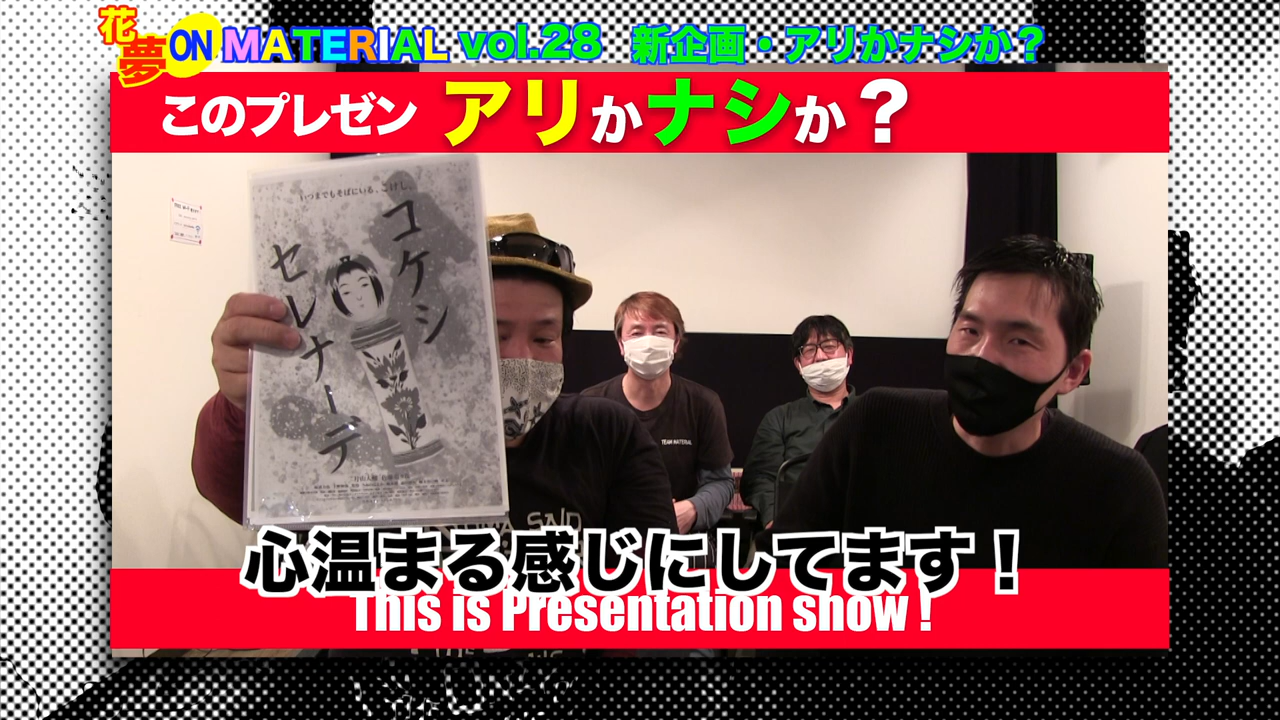 花夢ON MATERIAL vol.28 新企画・アリかナシか？
このプレゼン アリかナシか？
いつまでもそばにいる、こけし。
コケシ
セレナーデ
TEAM MATERIAL
SAND
心温まる感じにしてます！
This is Presentation show !